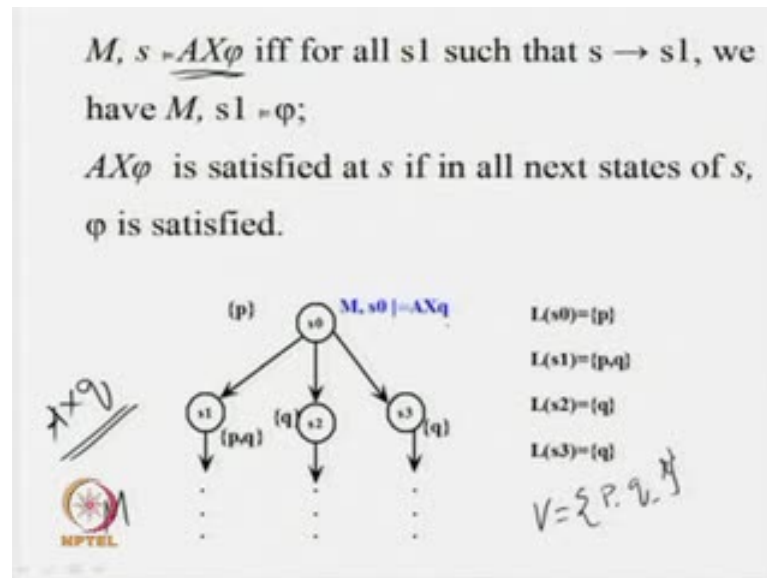 M, s ⊨ AXφ iff for all s1 such that s → s1, we
have M, s1 ⊨ φ;
AXφ is satisfied at s if in all next states of s,
φ is satisfied.
{p} s0 M, s0 |=AXq
L(s0)={p}
L(s1)={p,q}
s1 {p,q} {q} s2 s3 {q}
L(s2)={q}
L(s3)={q}
AXq
M
V={p, q,
NPTEL